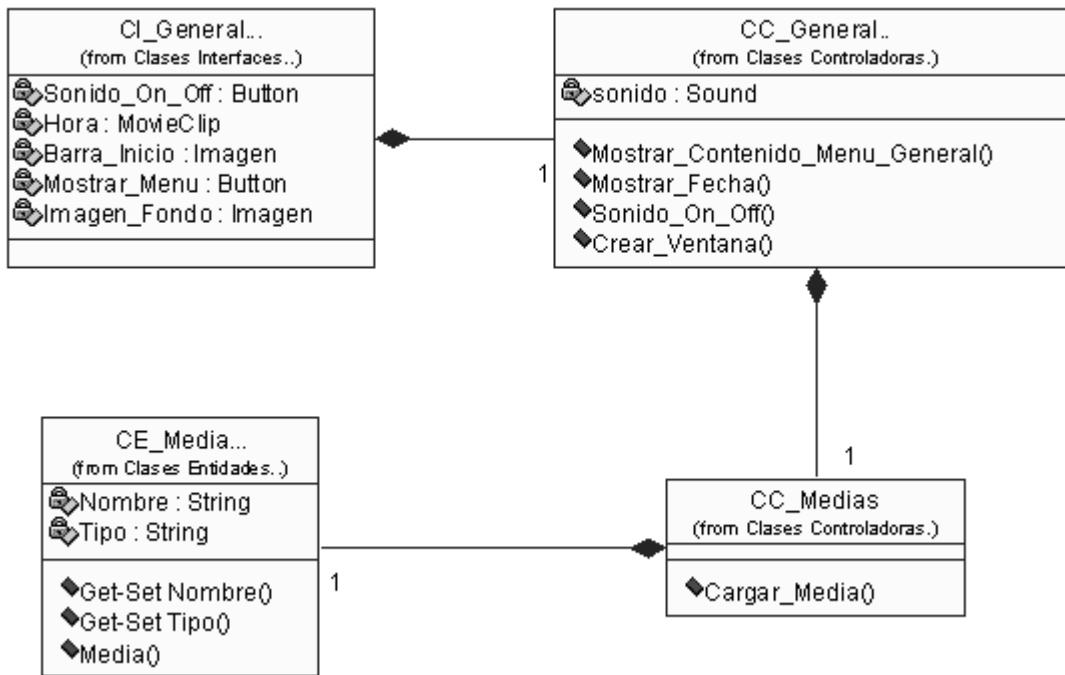 CI_General...
(from Clases Interfaces..)
Sonido_On_Off : Button
Hora : MovieClip
Barra_Inicio : Imagen
Mostrar_Menu : Button
Imagen_Fondo : Imagen
CC_General..
(from Clases Controladoras.)
sonido : Sound
Mostrar_Contenido_Menu_General()
Mostrar_Fecha()
Sonido_On_Off()
Crear_Ventana()
1
1
CE_Media...
(from Clases Entidades..)
Nombre : String
Tipo : String
Get-Set Nombre()
Get-Set Tipo()
Media()
1
CC_Medias
(from Clases Controladoras.)
Cargar_Media()